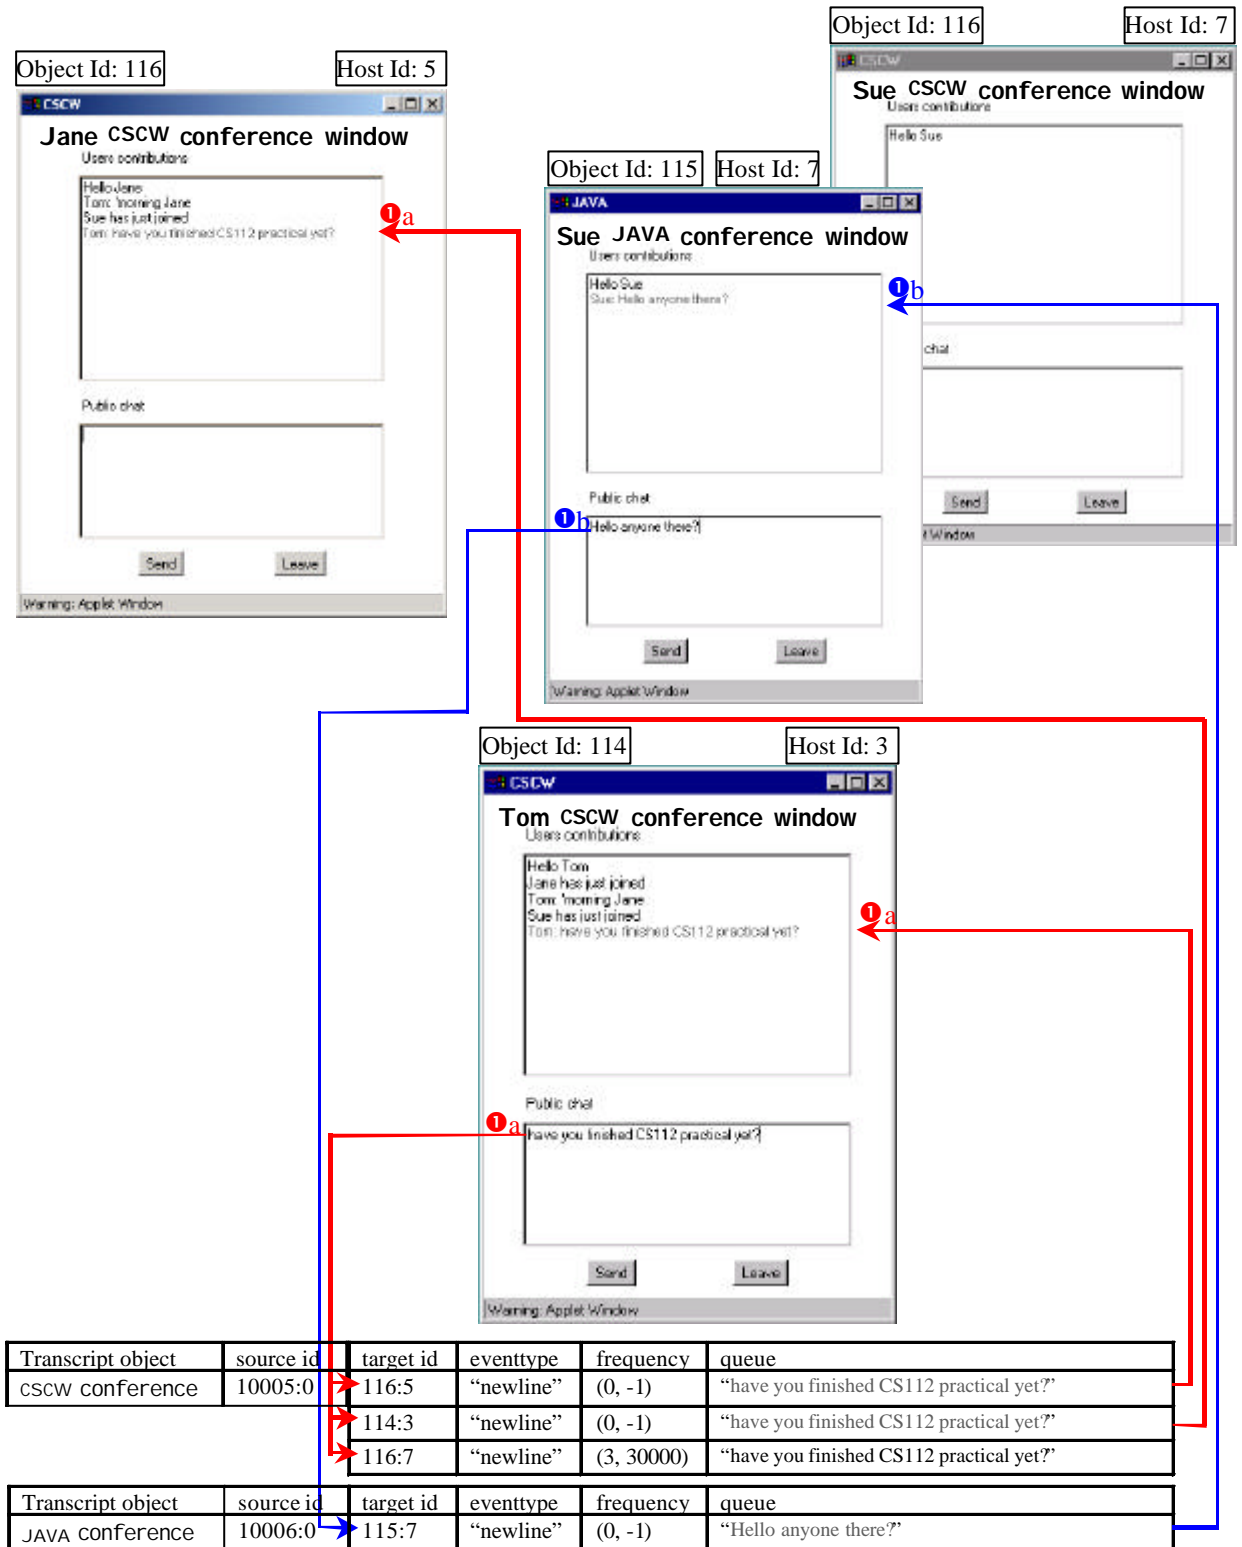 Object Id: 116
Host Id: 7
CSCW
Sue CSCW conference window
Users contributions
Hello Sue
chat
Send
Leave
t Window
Object Id: 116
Host Id: 5
CSCW
Jane CSCW conference window
Users contributions
Hello Jane
Tom: 'morning Jane
Sue has just joined
Tom: have you finished CS112 practical yet?
❶a
Public chat
Send
Leave
Warning: Applet Window
Object Id: 115
Host Id: 7
JAVA
Sue JAVA conference window
Users contributions
Hello Sue
Sue: Hello anyone there?
❶b
Public chat
❶b
Hello anyone there?
Send
Leave
Warning: Applet Window
Object Id: 114
Host Id: 3
CSCW
Tom CSCW conference window
Users contributions
Hello Tom
Jane has just joined
Tom: 'morning Jane
Sue has just joined
Tom: have you finished CS112 practical yet?
❶a
Public chat
❶a
have you finished CS112 practical yet?
Send
Leave
Warning: Applet Window
Transcript object source id target id eventtype frequency queue
CSCW conference 10005:0 116:5 “newline” (0, -1) “have you finished CS112 practical yet?”
114:3 “newline” (0, -1) “have you finished CS112 practical yet?”
116:7 “newline” (3, 30000) “have you finished CS112 practical yet?”
Transcript object source id target id eventtype frequency queue
JAVA conference 10006:0 115:7 “newline” (0, -1) “Hello anyone there?”